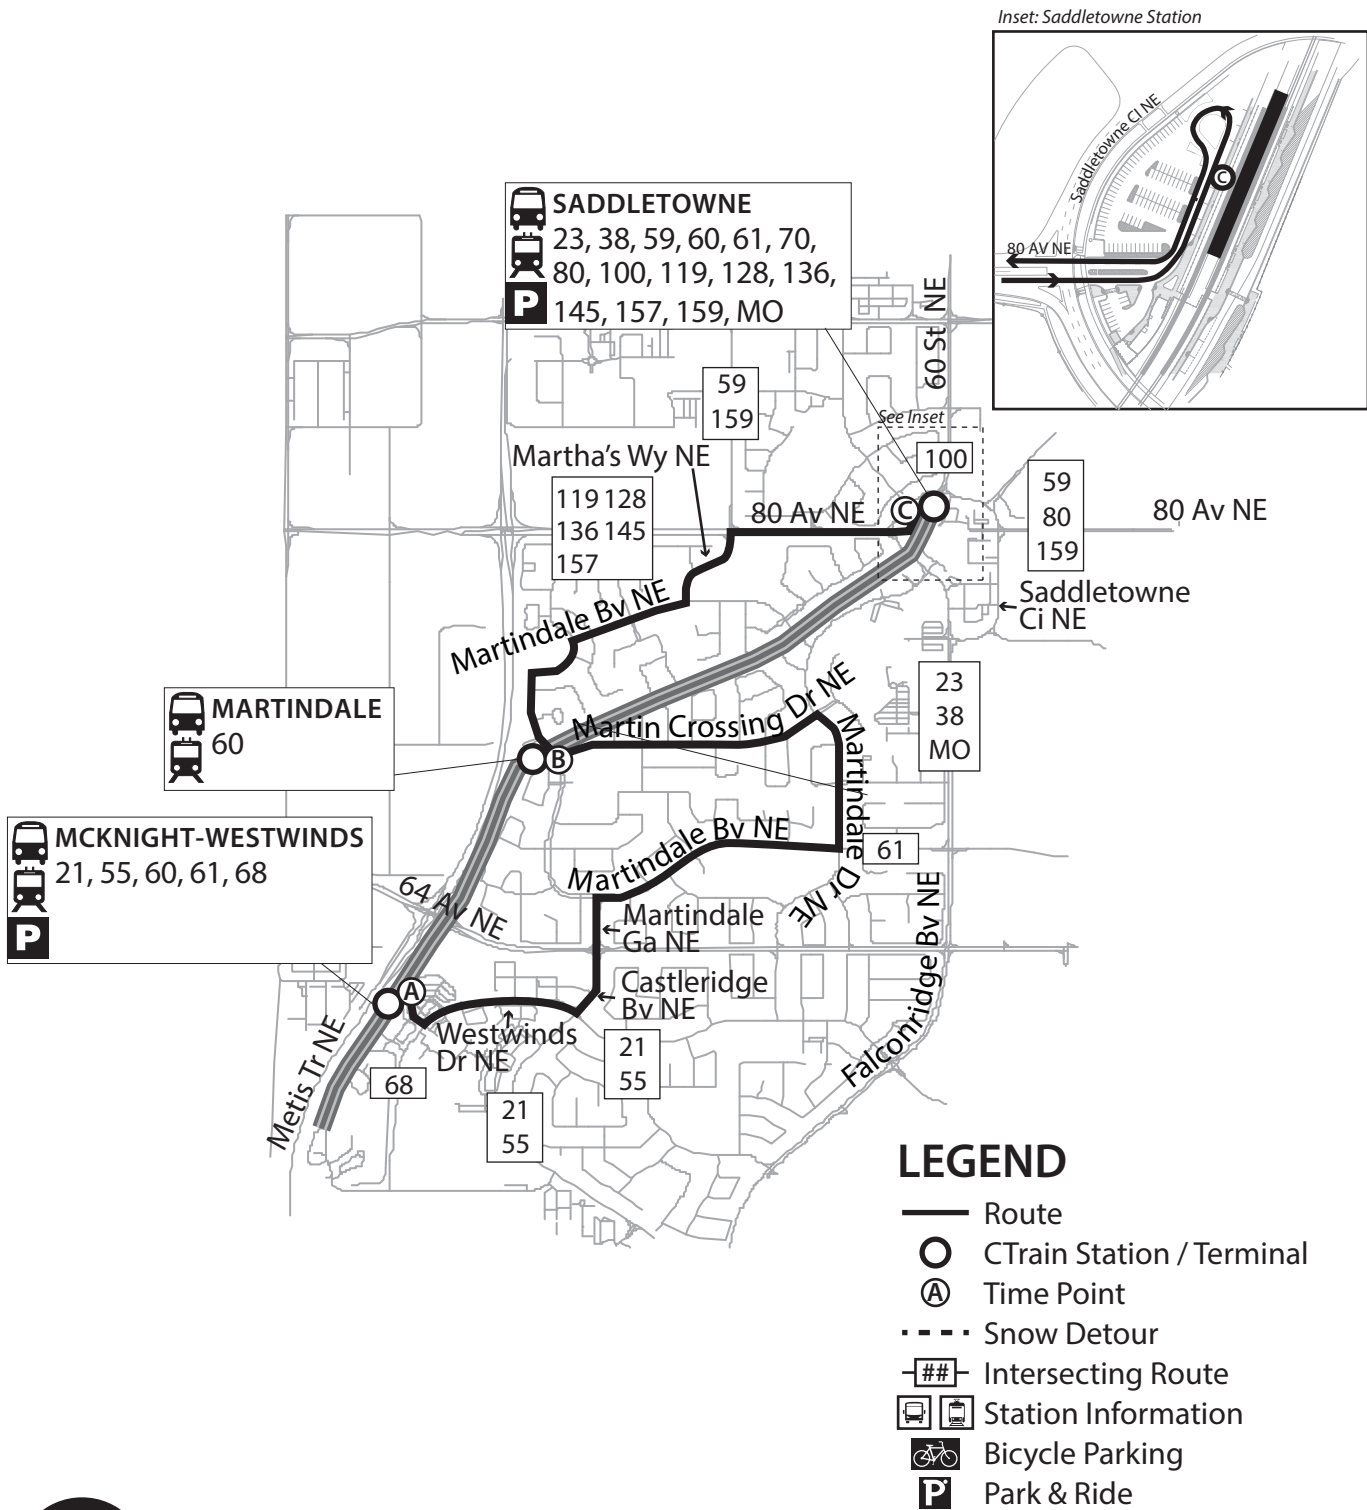 Inset: Saddletowne Station
Saddletowne CI NE
C
80 AV NE
SADDLETOWNE
23, 38, 59, 60, 61, 70,
80, 100, 119, 128, 136,
P
145, 157, 159, MO
60 St NE
59
159
See Inset
Martha's Wy NE
100
119 128
136 145
157
80 Av NE
C
59
80
159
80 Av NE
Saddletowne
Ci NE
Martindale Bv NE
23
38
MO
MARTINDALE
60
Martin Crossing Dr NE
B
Martindale Dr NE
MCKNIGHT-WESTWINDS
21, 55, 60, 61, 68
P
Martindale Bv NE
61
64 Av NE
Martindale
Ga NE
Falconridge Bv NE
Castleridge
Bv NE
A
Westwinds
Dr NE
Metis Tr NE
68
21
55
21
55
LEGEND
Route
CTrain Station / Terminal
A Time Point
Snow Detour
## Intersecting Route
Station Information
Bicycle Parking
P Park & Ride